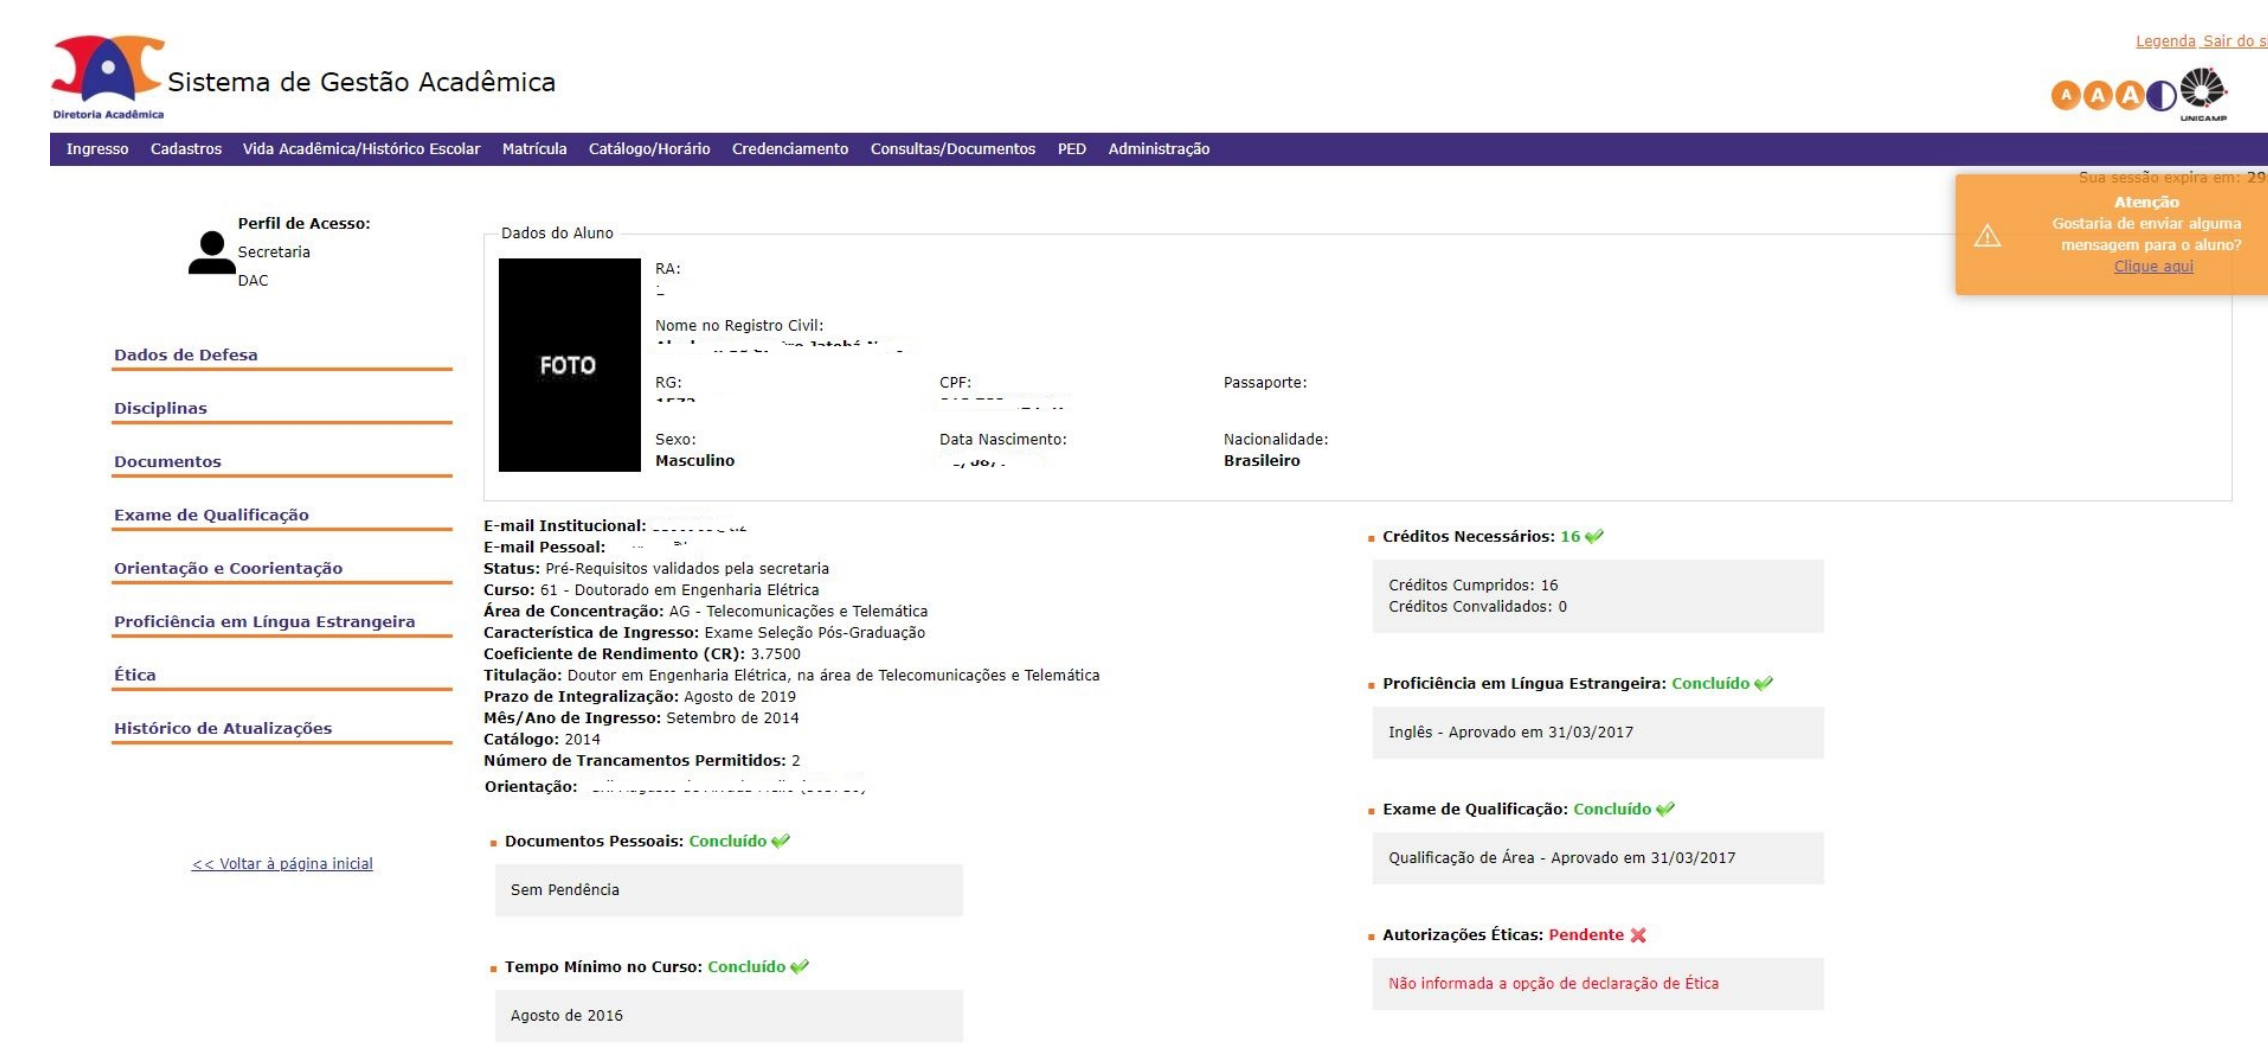 Legenda Sair do s
Sistema de Gestão Acadêmica
Diretoria Acadêmica
A A A
UNICAMP
Ingresso Cadastros Vida Acadêmica/Histórico Escolar Matrícula Catálogo/Horário Credenciamento Consultas/Documentos PED Administração
Sua sessão expira em: 29
Atenção
Gostaria de enviar alguma
mensagem para o aluno?
Clique aqui
Perfil de Acesso:
Secretaria
DAC
Dados de Defesa
Disciplinas
Documentos
Exame de Qualificação
Orientação e Coorientação
Proficiência em Língua Estrangeira
Ética
Histórico de Atualizações
<< Voltar à página inicial
Dados do Aluno
FOTO
RA:
Nome no Registro Civil:
RG: CPF: Passaporte:
Sexo: Data Nascimento: Nacionalidade:
Masculino Brasileiro
E-mail Institucional:
E-mail Pessoal:
Status: Pré-Requisitos validados pela secretaria
Curso: 61 - Doutorado em Engenharia Elétrica
Área de Concentração: AG - Telecomunicações e Telemática
Característica de Ingresso: Exame Seleção Pós-Graduação
Coeficiente de Rendimento (CR): 3.7500
Titulação: Doutor em Engenharia Elétrica, na área de Telecomunicações e Telemática
Prazo de Integralização: Agosto de 2019
Mês/Ano de Ingresso: Setembro de 2014
Catálogo: 2014
Número de Trancamentos Permitidos: 2
Orientação:
Documentos Pessoais: Concluído
Sem Pendência
Tempo Mínimo no Curso: Concluído
Agosto de 2016
Créditos Necessários: 16
Créditos Cumpridos: 16
Créditos Convalidados: 0
Proficiência em Língua Estrangeira: Concluído
Inglês - Aprovado em 31/03/2017
Exame de Qualificação: Concluído
Qualificação de Área - Aprovado em 31/03/2017
Autorizações Éticas: Pendente
Não informada a opção de declaração de Ética